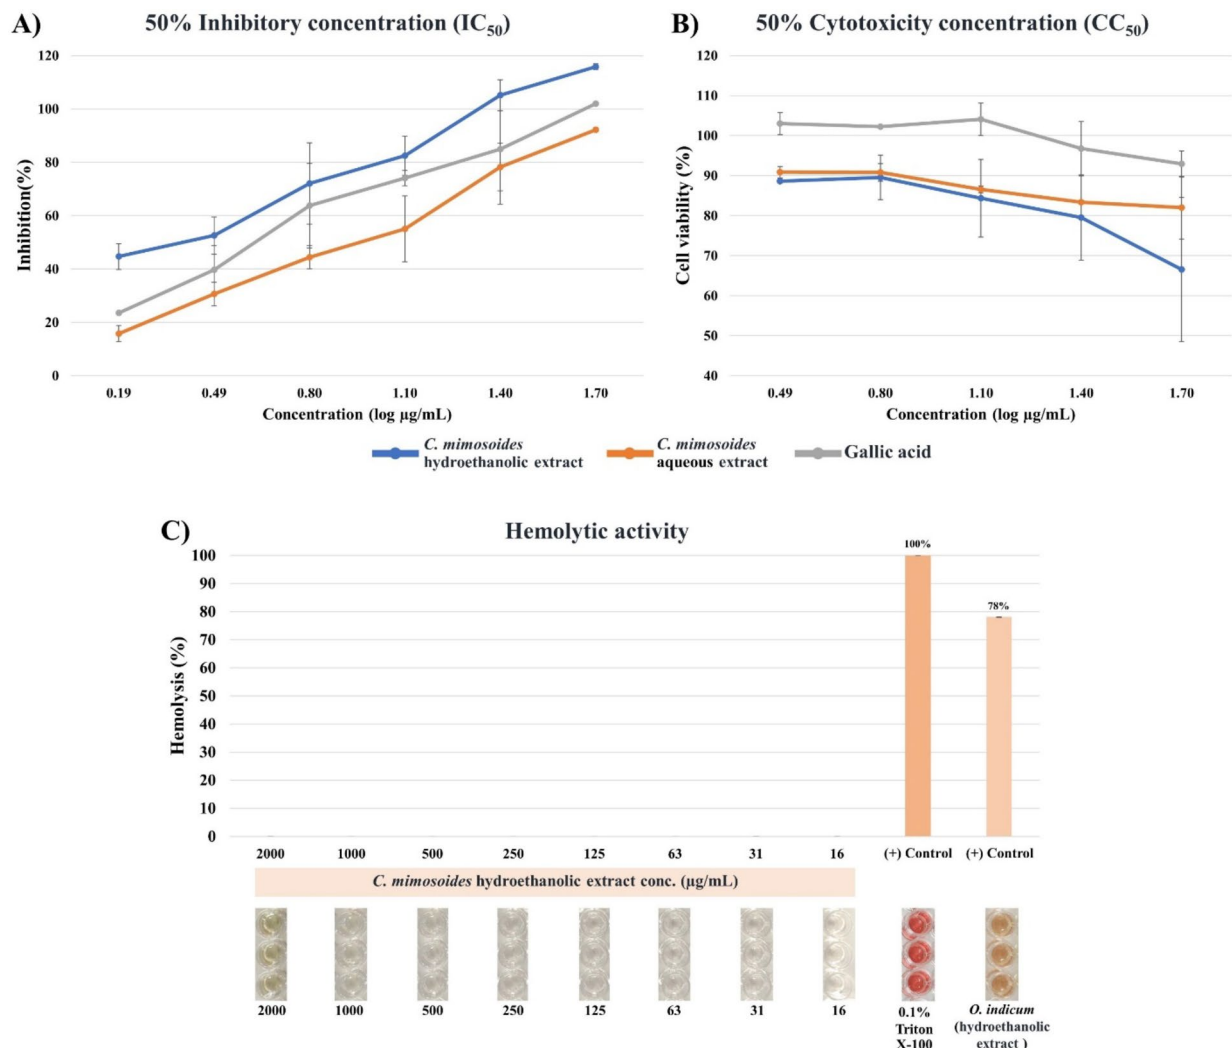 A)
50% Inhibitory concentration (IC₅₀)
120
100
80
60
40
20
0
Inhibition(%)
0.19 0.49 0.80 1.10 1.40 1.70
Concentration (log µg/mL)
B)
50% Cytotoxicity concentration (CC₅₀)
120
110
100
90
80
70
60
50
40
Cell viability (%)
0.49 0.80 1.10 1.40 1.70
Concentration (log µg/mL)
C. mimosoides
hydroethanolic extract
C. mimosoides
aqueous extract
Gallic acid
C)
Hemolytic activity
100
90
80
70
60
50
40
30
20
10
0
Hemolysis (%)
100%
78%
2000 1000 500 250 125 63 31 16 (+) Control (+) Control
C. mimosoides hydroethanolic extract conc. (µg/mL)
2000 1000 500 250 125 63 31 16
0.1%
Triton
X-100
O. indicum
(hydroethanolic
extract )